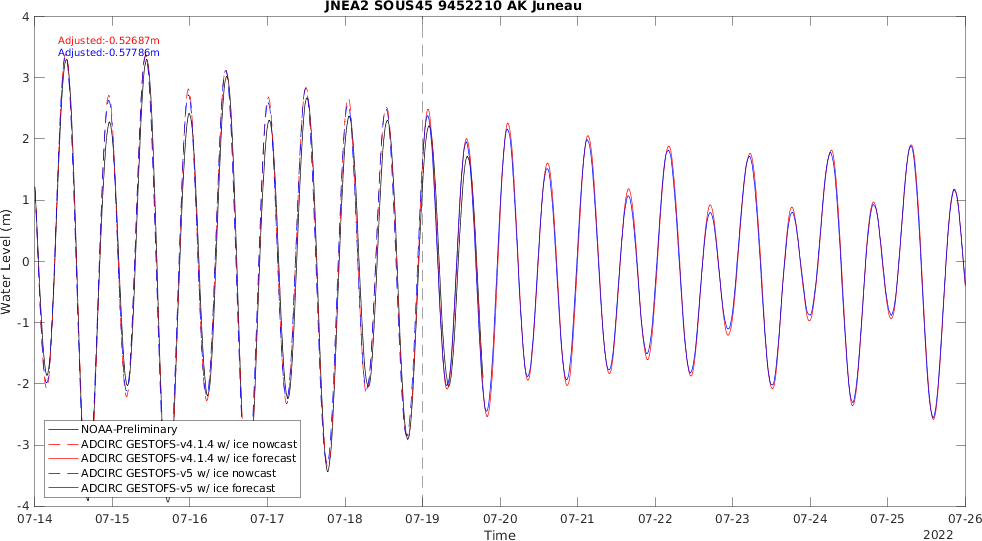 JNEA2 SOUS45 9452210 AK Juneau
Adjusted:-0.52687m
Adjusted:-0.57786m
Water Level (m)
4
3
2
1
0
-1
-2
-3
-4
NOAA-Preliminary
ADCIRC GESTOFS-v4.1.4 w/ ice nowcast
ADCIRC GESTOFS-v4.1.4 w/ ice forecast
ADCIRC GESTOFS-v5 w/ ice nowcast
ADCIRC GESTOFS-v5 w/ ice forecast
07-14 07-15 07-16 07-17 07-18 07-19 07-20 07-21 07-22 07-23 07-24 07-25 07-26
Time
2022